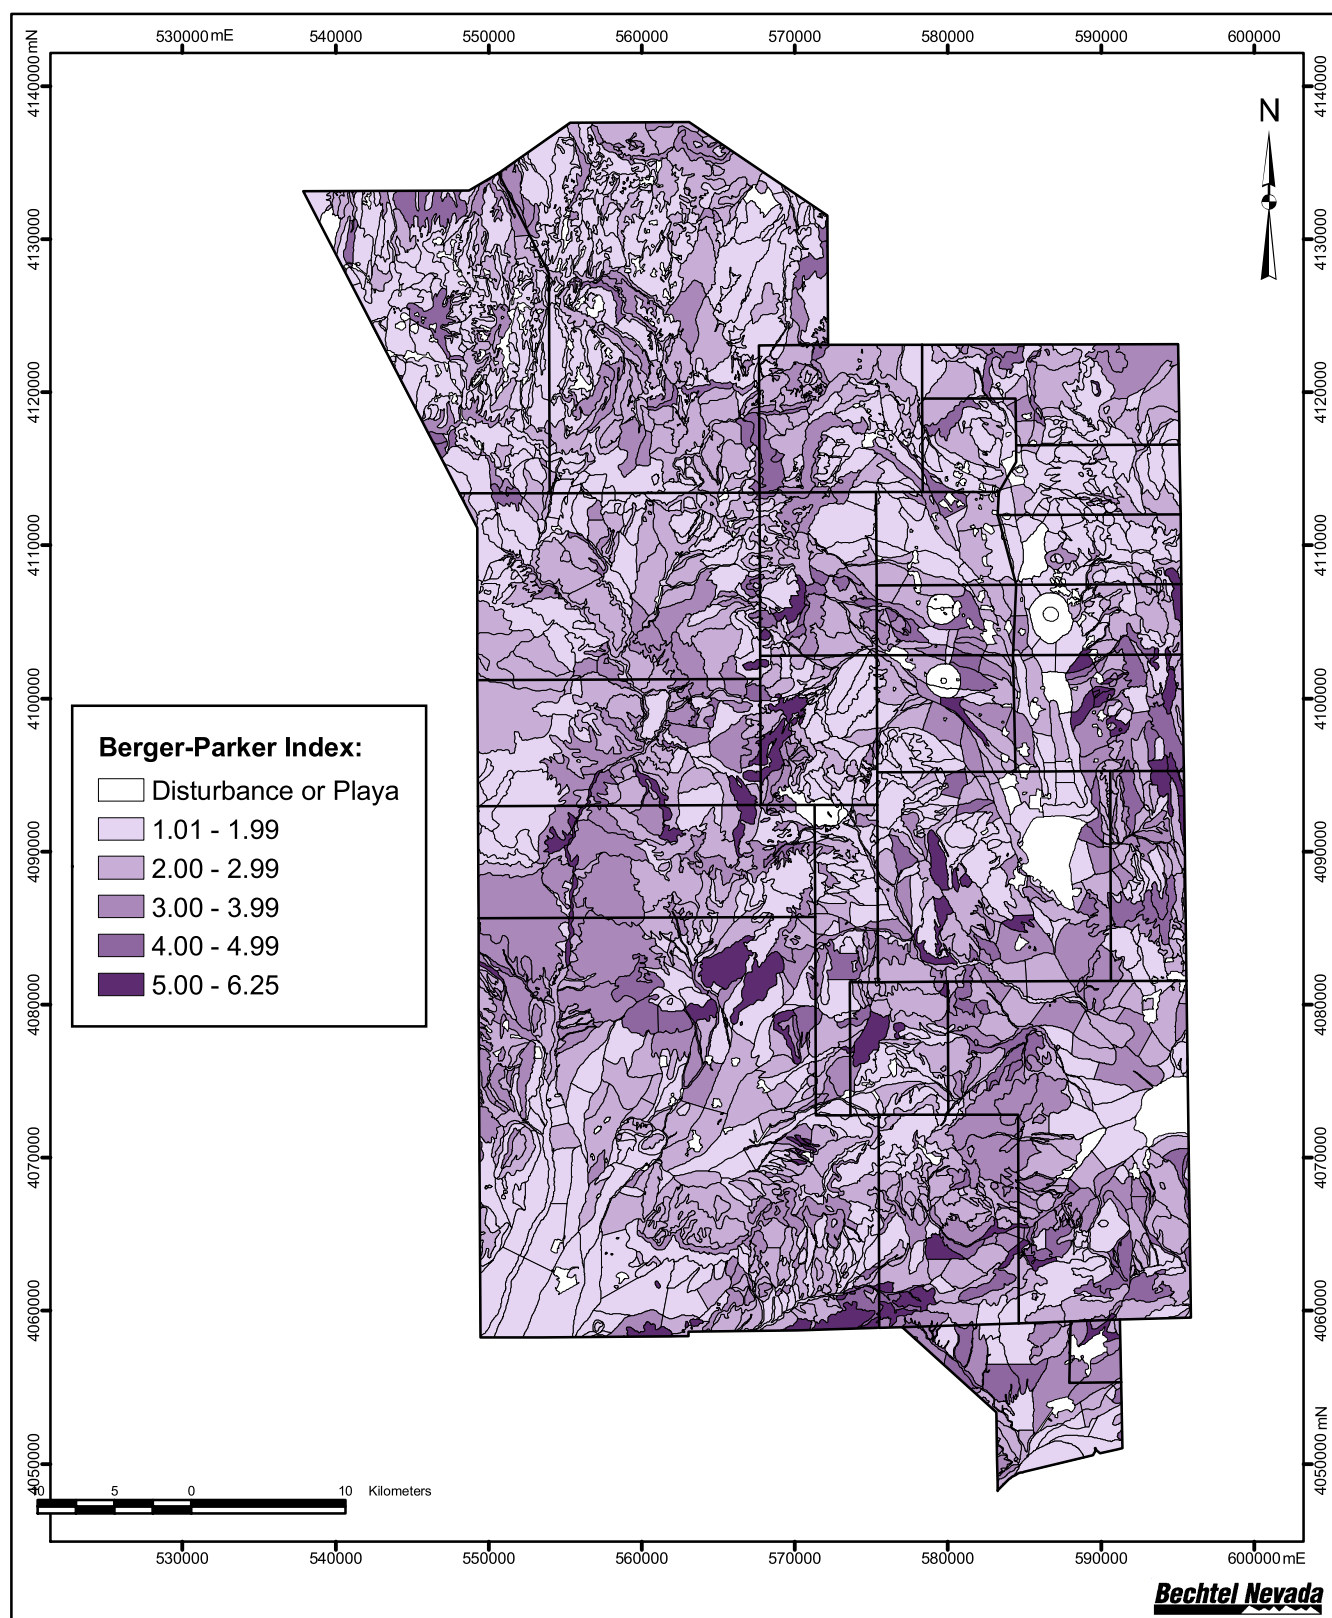 530000 mE 540000 550000 560000 570000 580000 590000 600000
4140000 mN 4140000
N
4130000 4130000
4120000 4120000
4110000 4110000
4100000 4100000
Berger-Parker Index:
Disturbance or Playa
1.01 - 1.99
2.00 - 2.99
3.00 - 3.99
4.00 - 4.99
5.00 - 6.25
4090000 4090000
4080000 4080000
4070000 4070000
4060000 4060000
4050000 4050000 mN
10 5 0 10 Kilometers
530000 540000 550000 560000 570000 580000 590000 600000 mE
Bechtel Nevada